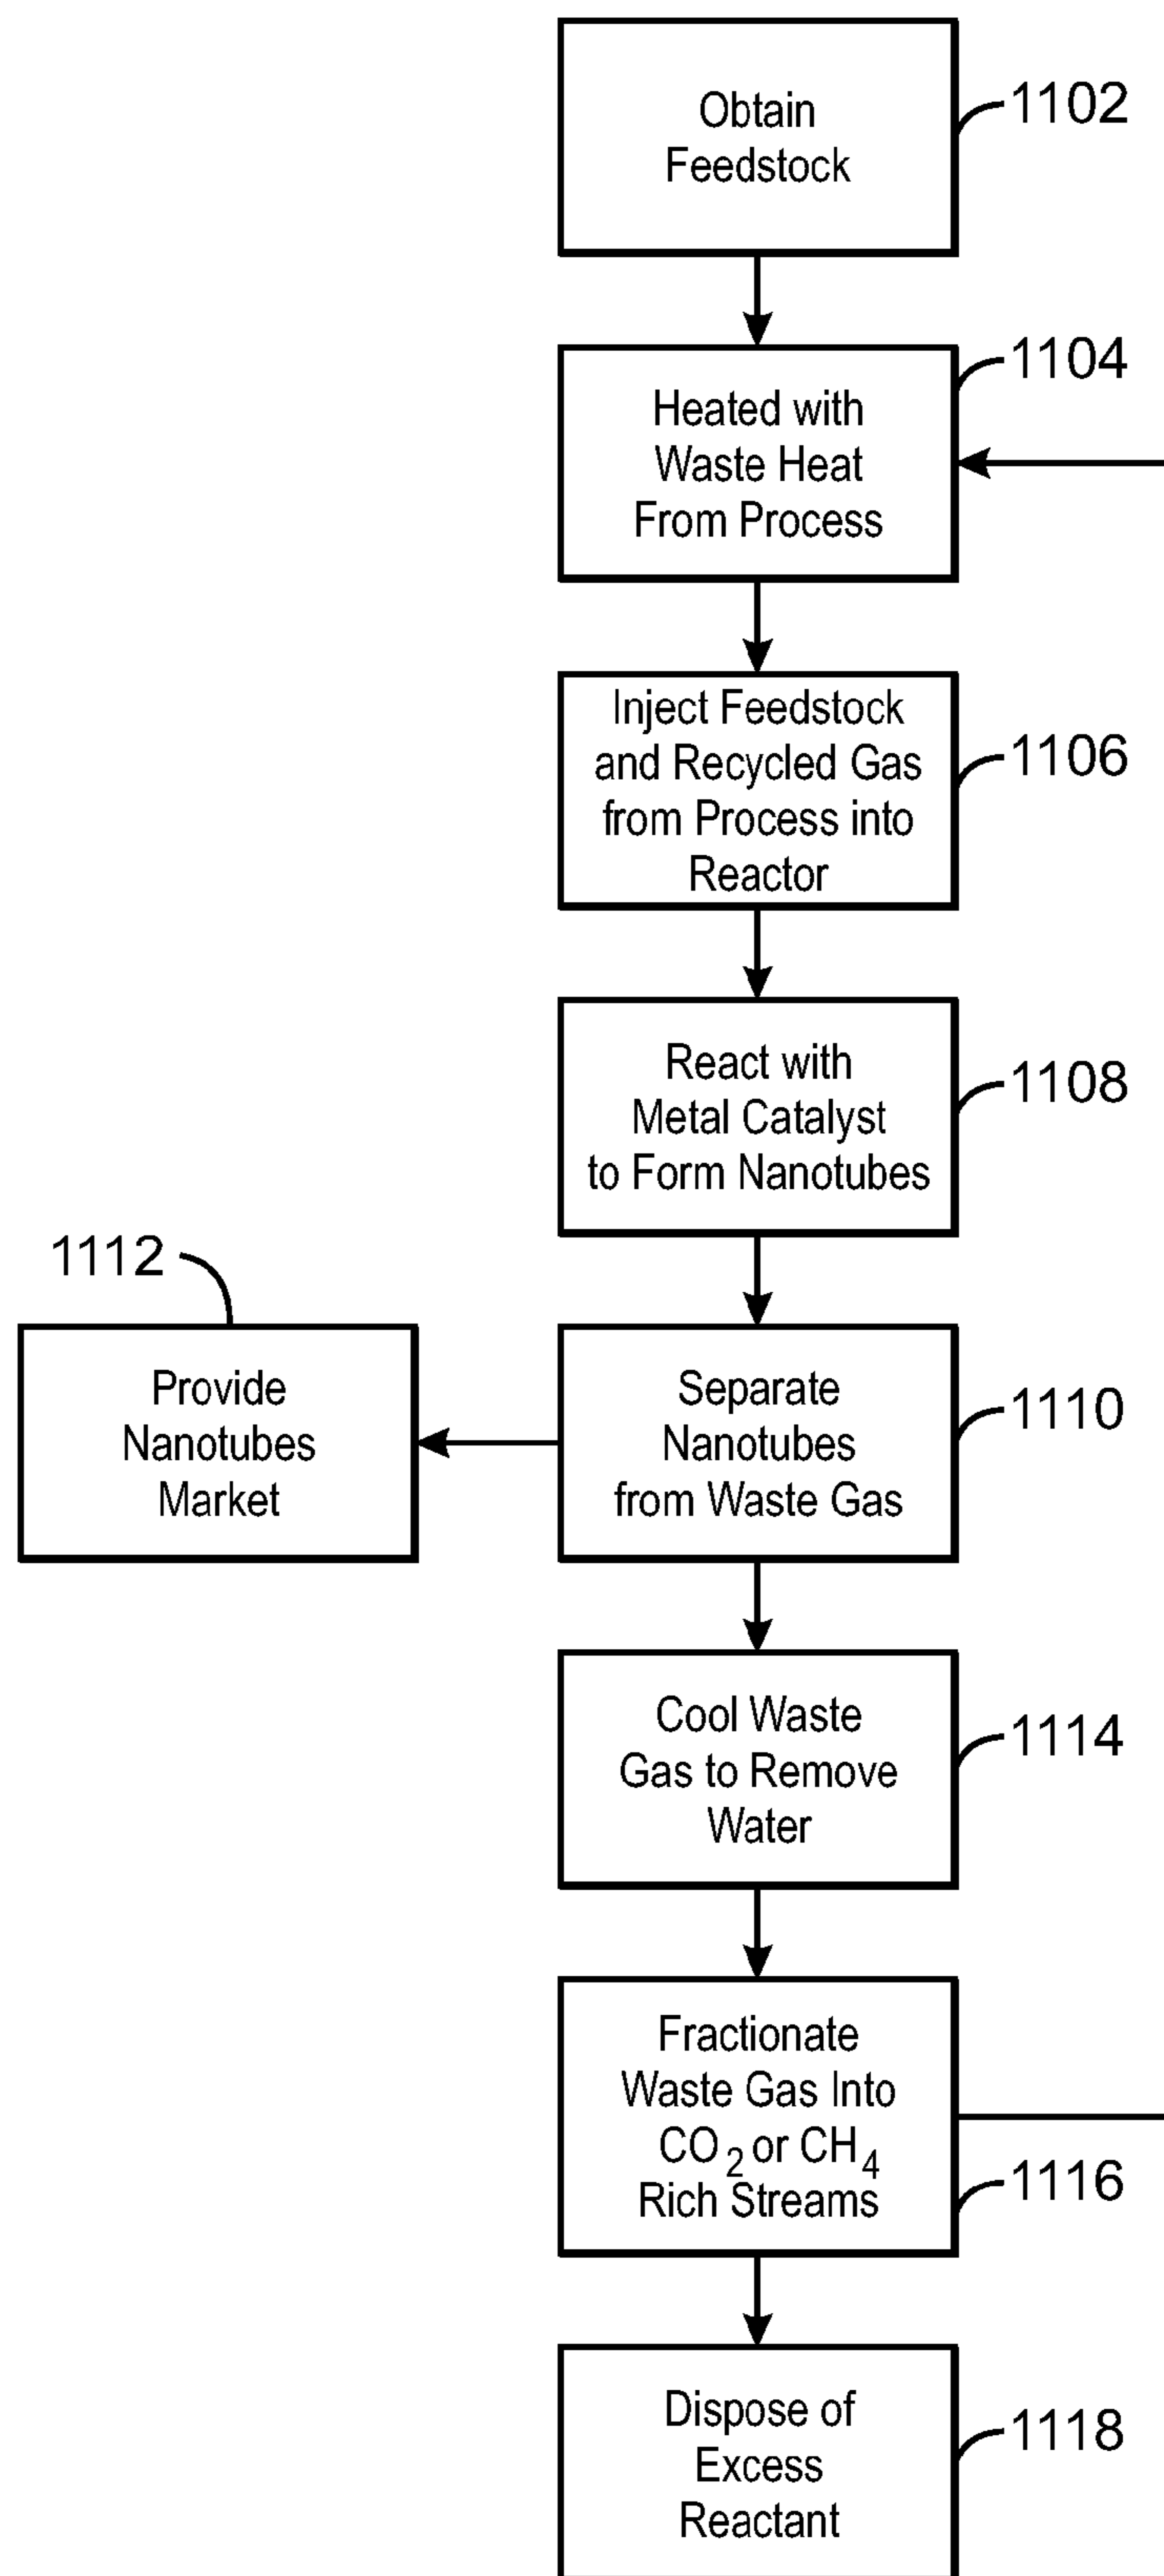 Obtain
Feedstock
1102
1104
Heated with
Waste Heat
From Process
Inject Feedstock
and Recycled Gas
from Process into
Reactor
1106
React with
Metal Catalyst
to Form Nanotubes
1108
1112
Provide
Nanotubes
Market
Separate
Nanotubes
from Waste Gas
1110
Cool Waste
Gas to Remove
Water
1114
Fractionate
Waste Gas Into
CO2 or CH4
Rich Streams
1116
Dispose of
Excess
Reactant
1118